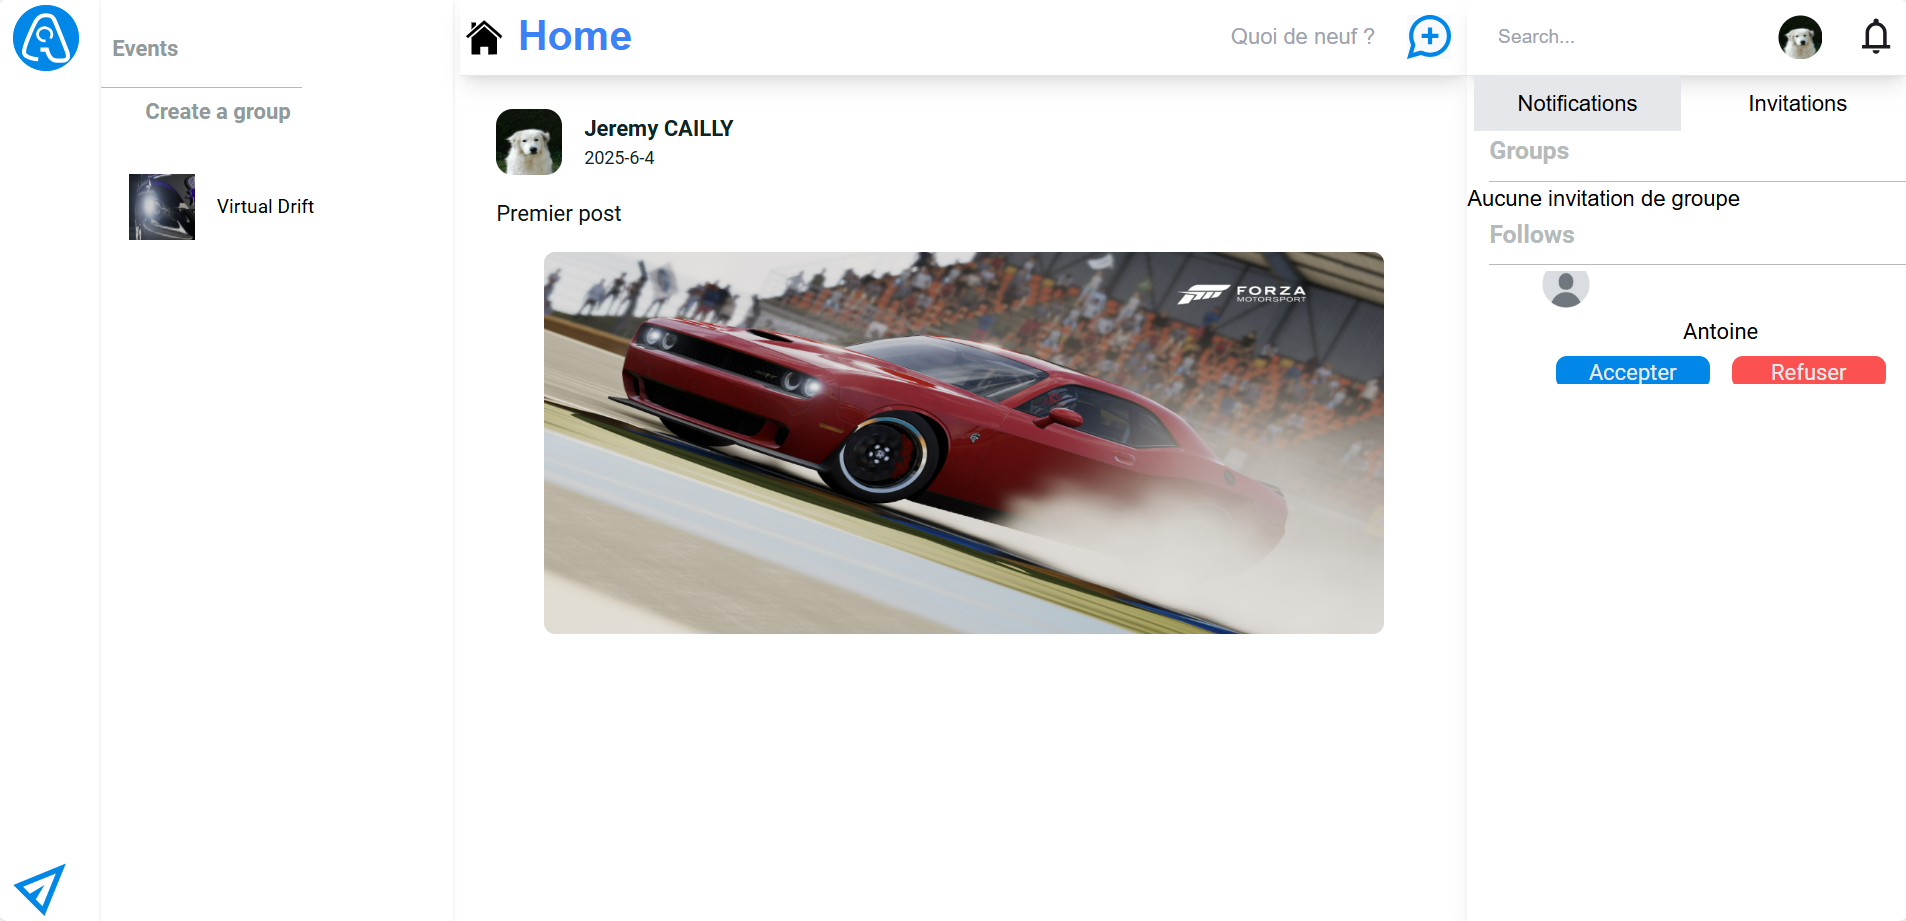 Events
Create a group
Virtual Drift
Home
Quoi de neuf ?
Jeremy CAILLY
2025-6-4
Premier post
FORZA
MOTORSPORT
Search...
Notifications
Invitations
Groups
Aucune invitation de groupe
Follows
Antoine
Accepter
Refuser